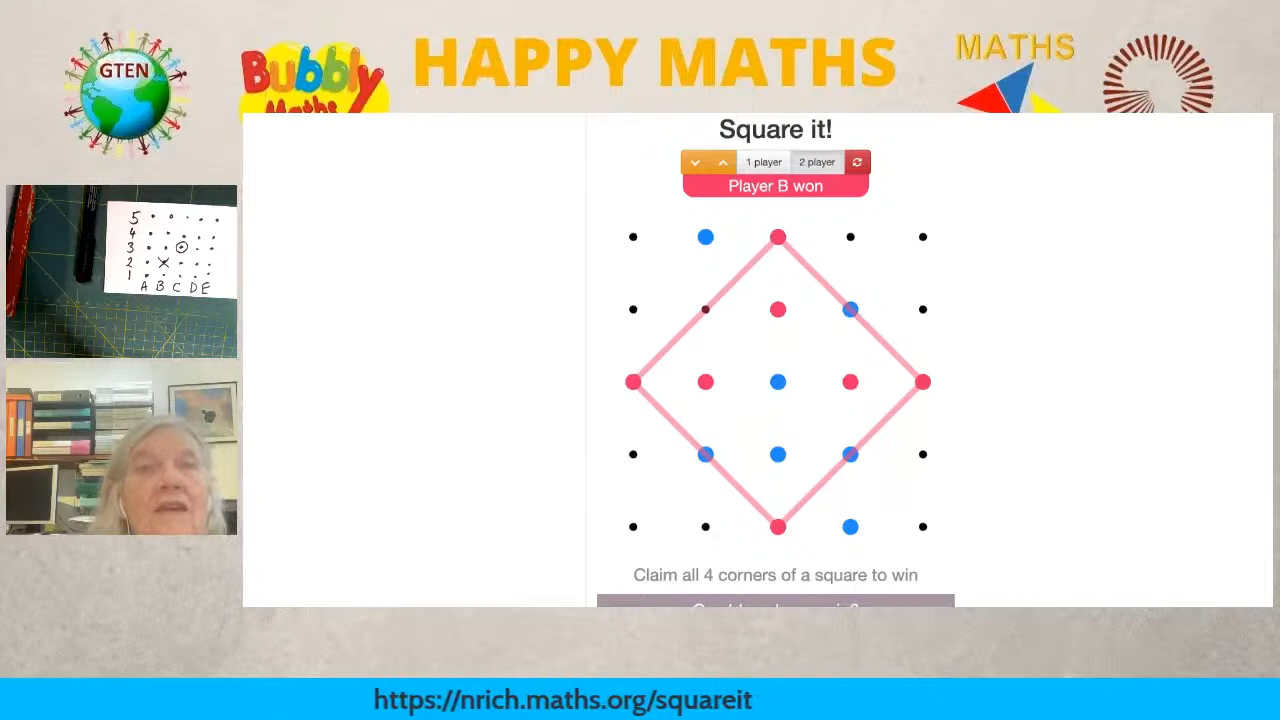 GTEN
Bubbly
Maths
HAPPY MATHS
MATHS
Square it!
1 player
2 player
Player B won
5
4
3
2
1
A B C D E
Claim all 4 corners of a square to win
https://nrich.maths.org/squareit